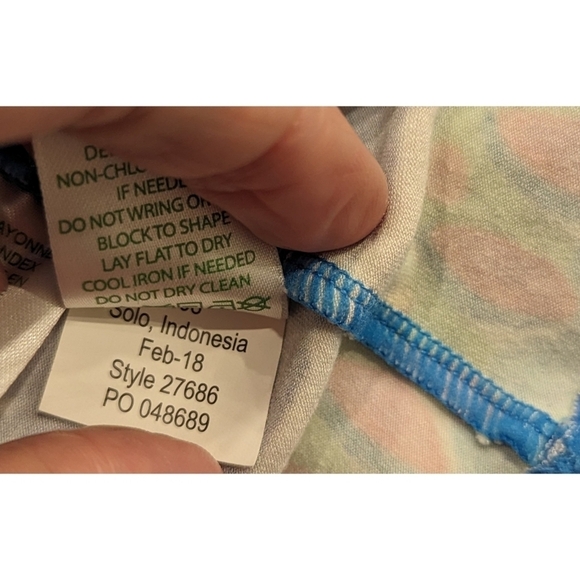 NON-CHLO
IF NEED
DO NOT WRING O
BLOCK TO SHAPE
LAY FLAT TO DRY
COOL IRON IF NEEDED
DO NOT DRY CLEAN
Solo, Indonesia
Feb-18
Style 27686
PO 048689